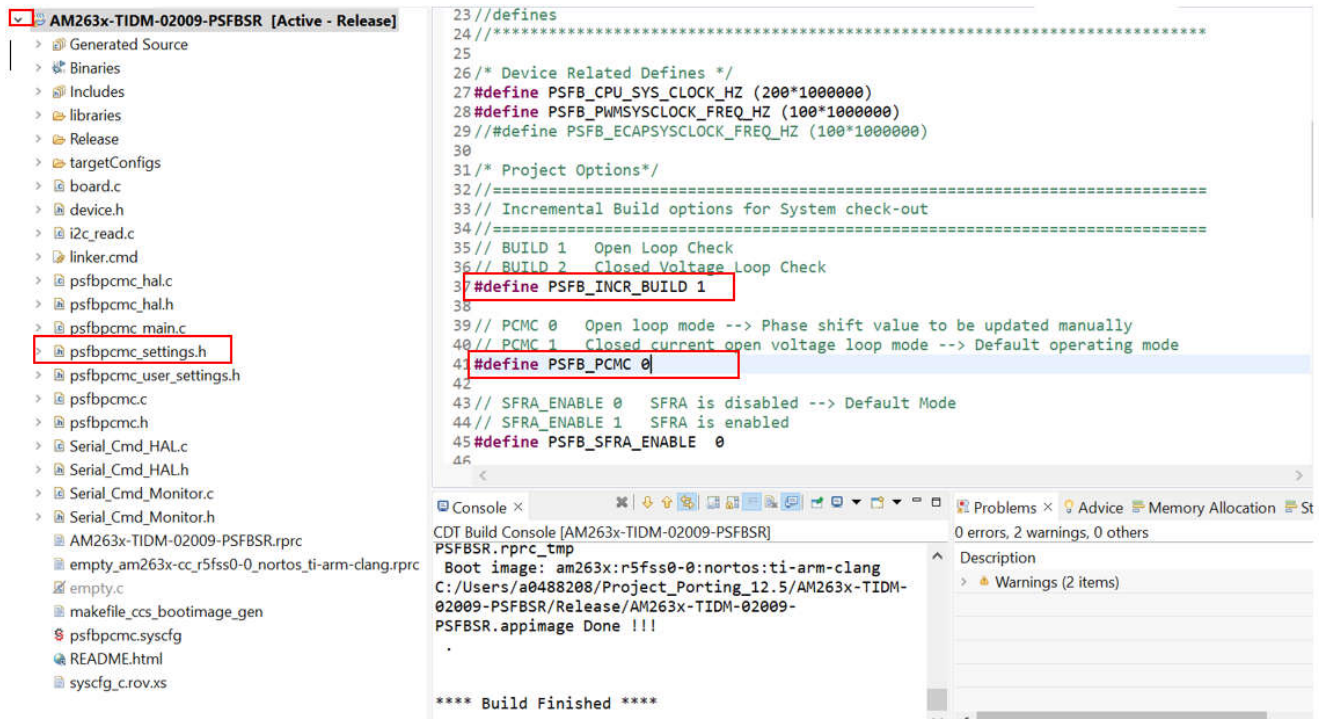 AM263x-TIDM-02009-PSFBSR [Active - Release]
Generated Source
Binaries
Includes
libraries
Release
targetConfigs
board.c
device.h
i2c_read.c
linker.cmd
psfbpcmc_hal.c
psfbpcmc_hal.h
psfbpcmc_main.c
psfbpcmc_settings.h
psfbpcmc_user_settings.h
psfbpcmc.c
psfbpcmc.h
Serial_Cmd_HAL.c
Serial_Cmd_HAL.h
Serial_Cmd_Monitor.c
Serial_Cmd_Monitor.h
AM263x-TIDM-02009-PSFBSR.rprc
empty_am263x-cc_r5fss0-0_nortos_ti-arm-clang.rprc
empty.c
makefile_ccs_bootimage_gen
psfbpcmc.syscfg
README.html
syscfg_c.rov.xs
23 //defines
24 //*****************************************************************************
25
26 /* Device Related Defines */
27 #define PSFB_CPU_SYS_CLOCK_HZ (200*1000000)
28 #define PSFB_PWMSYSCLOCK_FREQ_HZ (100*1000000)
29 //#define PSFB_ECAPSYSCLOCK_FREQ_HZ (100*1000000)
30
31 /* Project Options*/
32 //=============================================================================
33 // Incremental Build options for System check-out
34 //=============================================================================
35 // BUILD 1   Open Loop Check
36 // BUILD 2   Closed Voltage Loop Check
37 #define PSFB_INCR_BUILD 1
38
39 // PCMC 0   Open loop mode --> Phase shift value to be updated manually
40 // PCMC 1   Closed current open voltage loop mode --> Default operating mode
41 #define PSFB_PCMC 0
42
43 // SFRA_ENABLE 0   SFRA is disabled --> Default Mode
44 // SFRA_ENABLE 1   SFRA is enabled
45 #define PSFB_SFRA_ENABLE  0
46
Console
CDT Build Console [AM263x-TIDM-02009-PSFBSR]
PSFBSR.rprc_tmp
Boot image: am263x:r5fss0-0:nortos:ti-arm-clang
C:/Users/a0488208/Project_Porting_12.5/AM263x-TIDM-
02009-PSFBSR/Release/AM263x-TIDM-02009-
PSFBSR.appimage Done !!!
.
**** Build Finished ****
Problems Advice Memory Allocation St
0 errors, 2 warnings, 0 others
Description
Warnings (2 items)